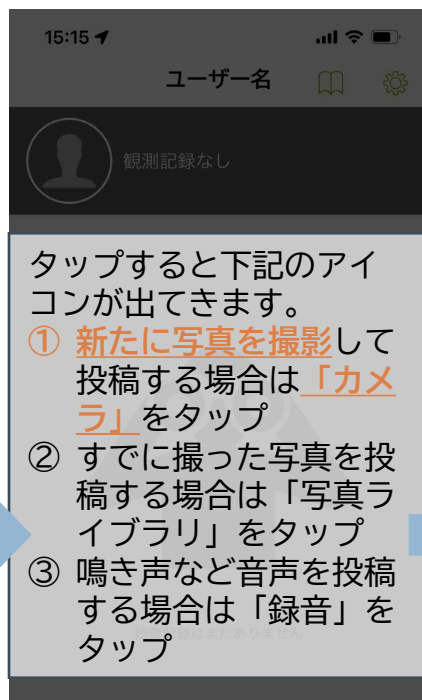 15:15
ユーザー名
観測記録なし
タップすると下記のアイ
コンが出てきます。
① 新たに写真を撮影して
投稿する場合は「カメ
ラ」をタップ
② すでに撮った写真を投
稿する場合は「写真ラ
イブラリ」をタップ
③ 鳴き声など音声を投稿
する場合は「録音」を
タップ